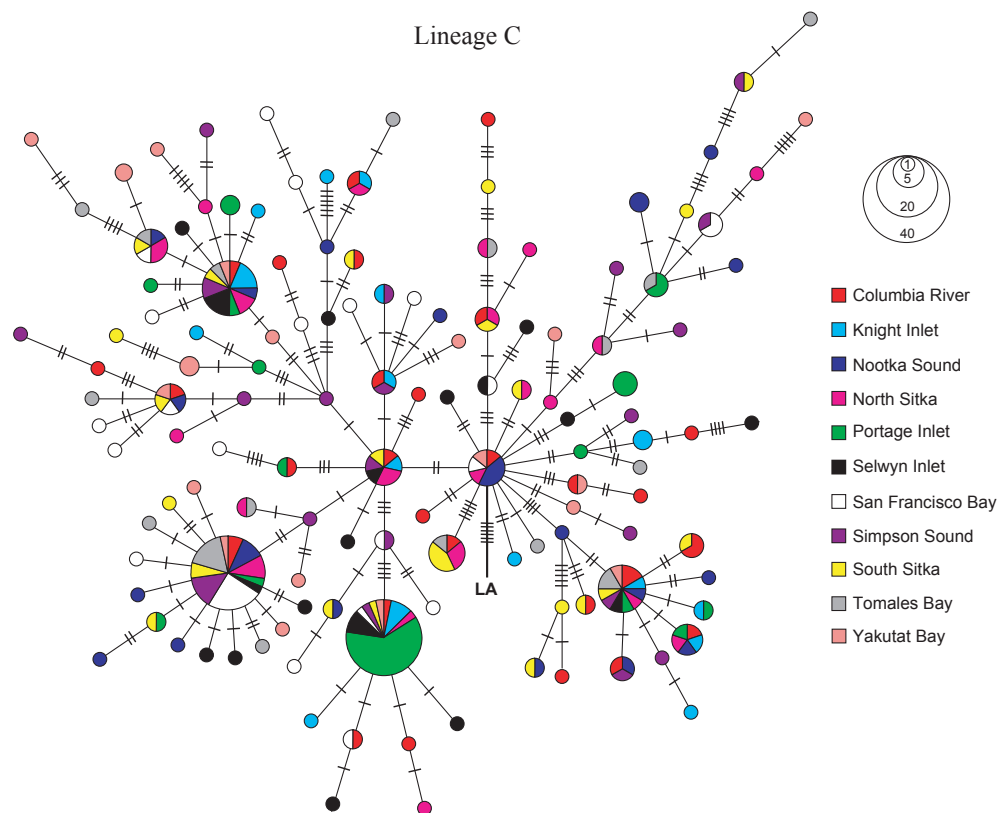 Lineage C
1
5
20
40
Columbia River
Knight Inlet
Nootka Sound
North Sitka
Portage Inlet
Selwyn Inlet
San Francisco Bay
Simpson Sound
South Sitka
Tomales Bay
Yakutat Bay
LA